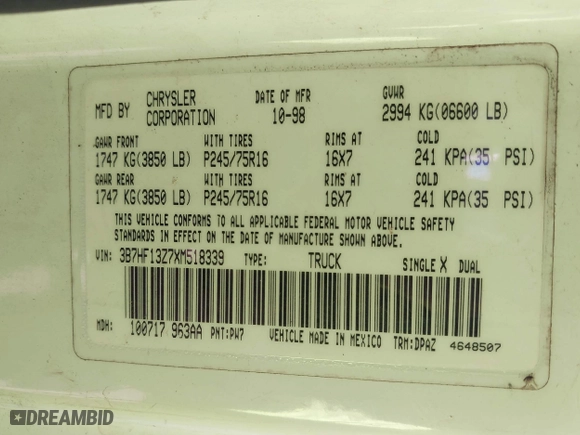 MFD BY CHRYSLER CORPORATION DATE OF MFR 10-98 GVWR 2994 KG(06600 LB)
GAWR FRONT WITH TIRES RIMS AT COLD
1747 KG(3850 LB) P245/75R16 16X7 241 KPA(35 PSI)
GAWR REAR WITH TIRES RIMS AT COLD
1747 KG(3850 LB) P245/75R16 16X7 241 KPA(35 PSI)
THIS VEHICLE CONFORMS TO ALL APPLICABLE FEDERAL MOTOR VEHICLE SAFETY
STANDARDS IN EFFECT ON THE DATE OF MANUFACTURE SHOWN ABOVE.
VIN: 3B7HF13Z7XM518339 TYPE: TRUCK SINGLE X DUAL
MDH: 100717 963AA PNT:PW7 VEHICLE MADE IN MEXICO TRM:DPAZ 4648507
DREAMBID